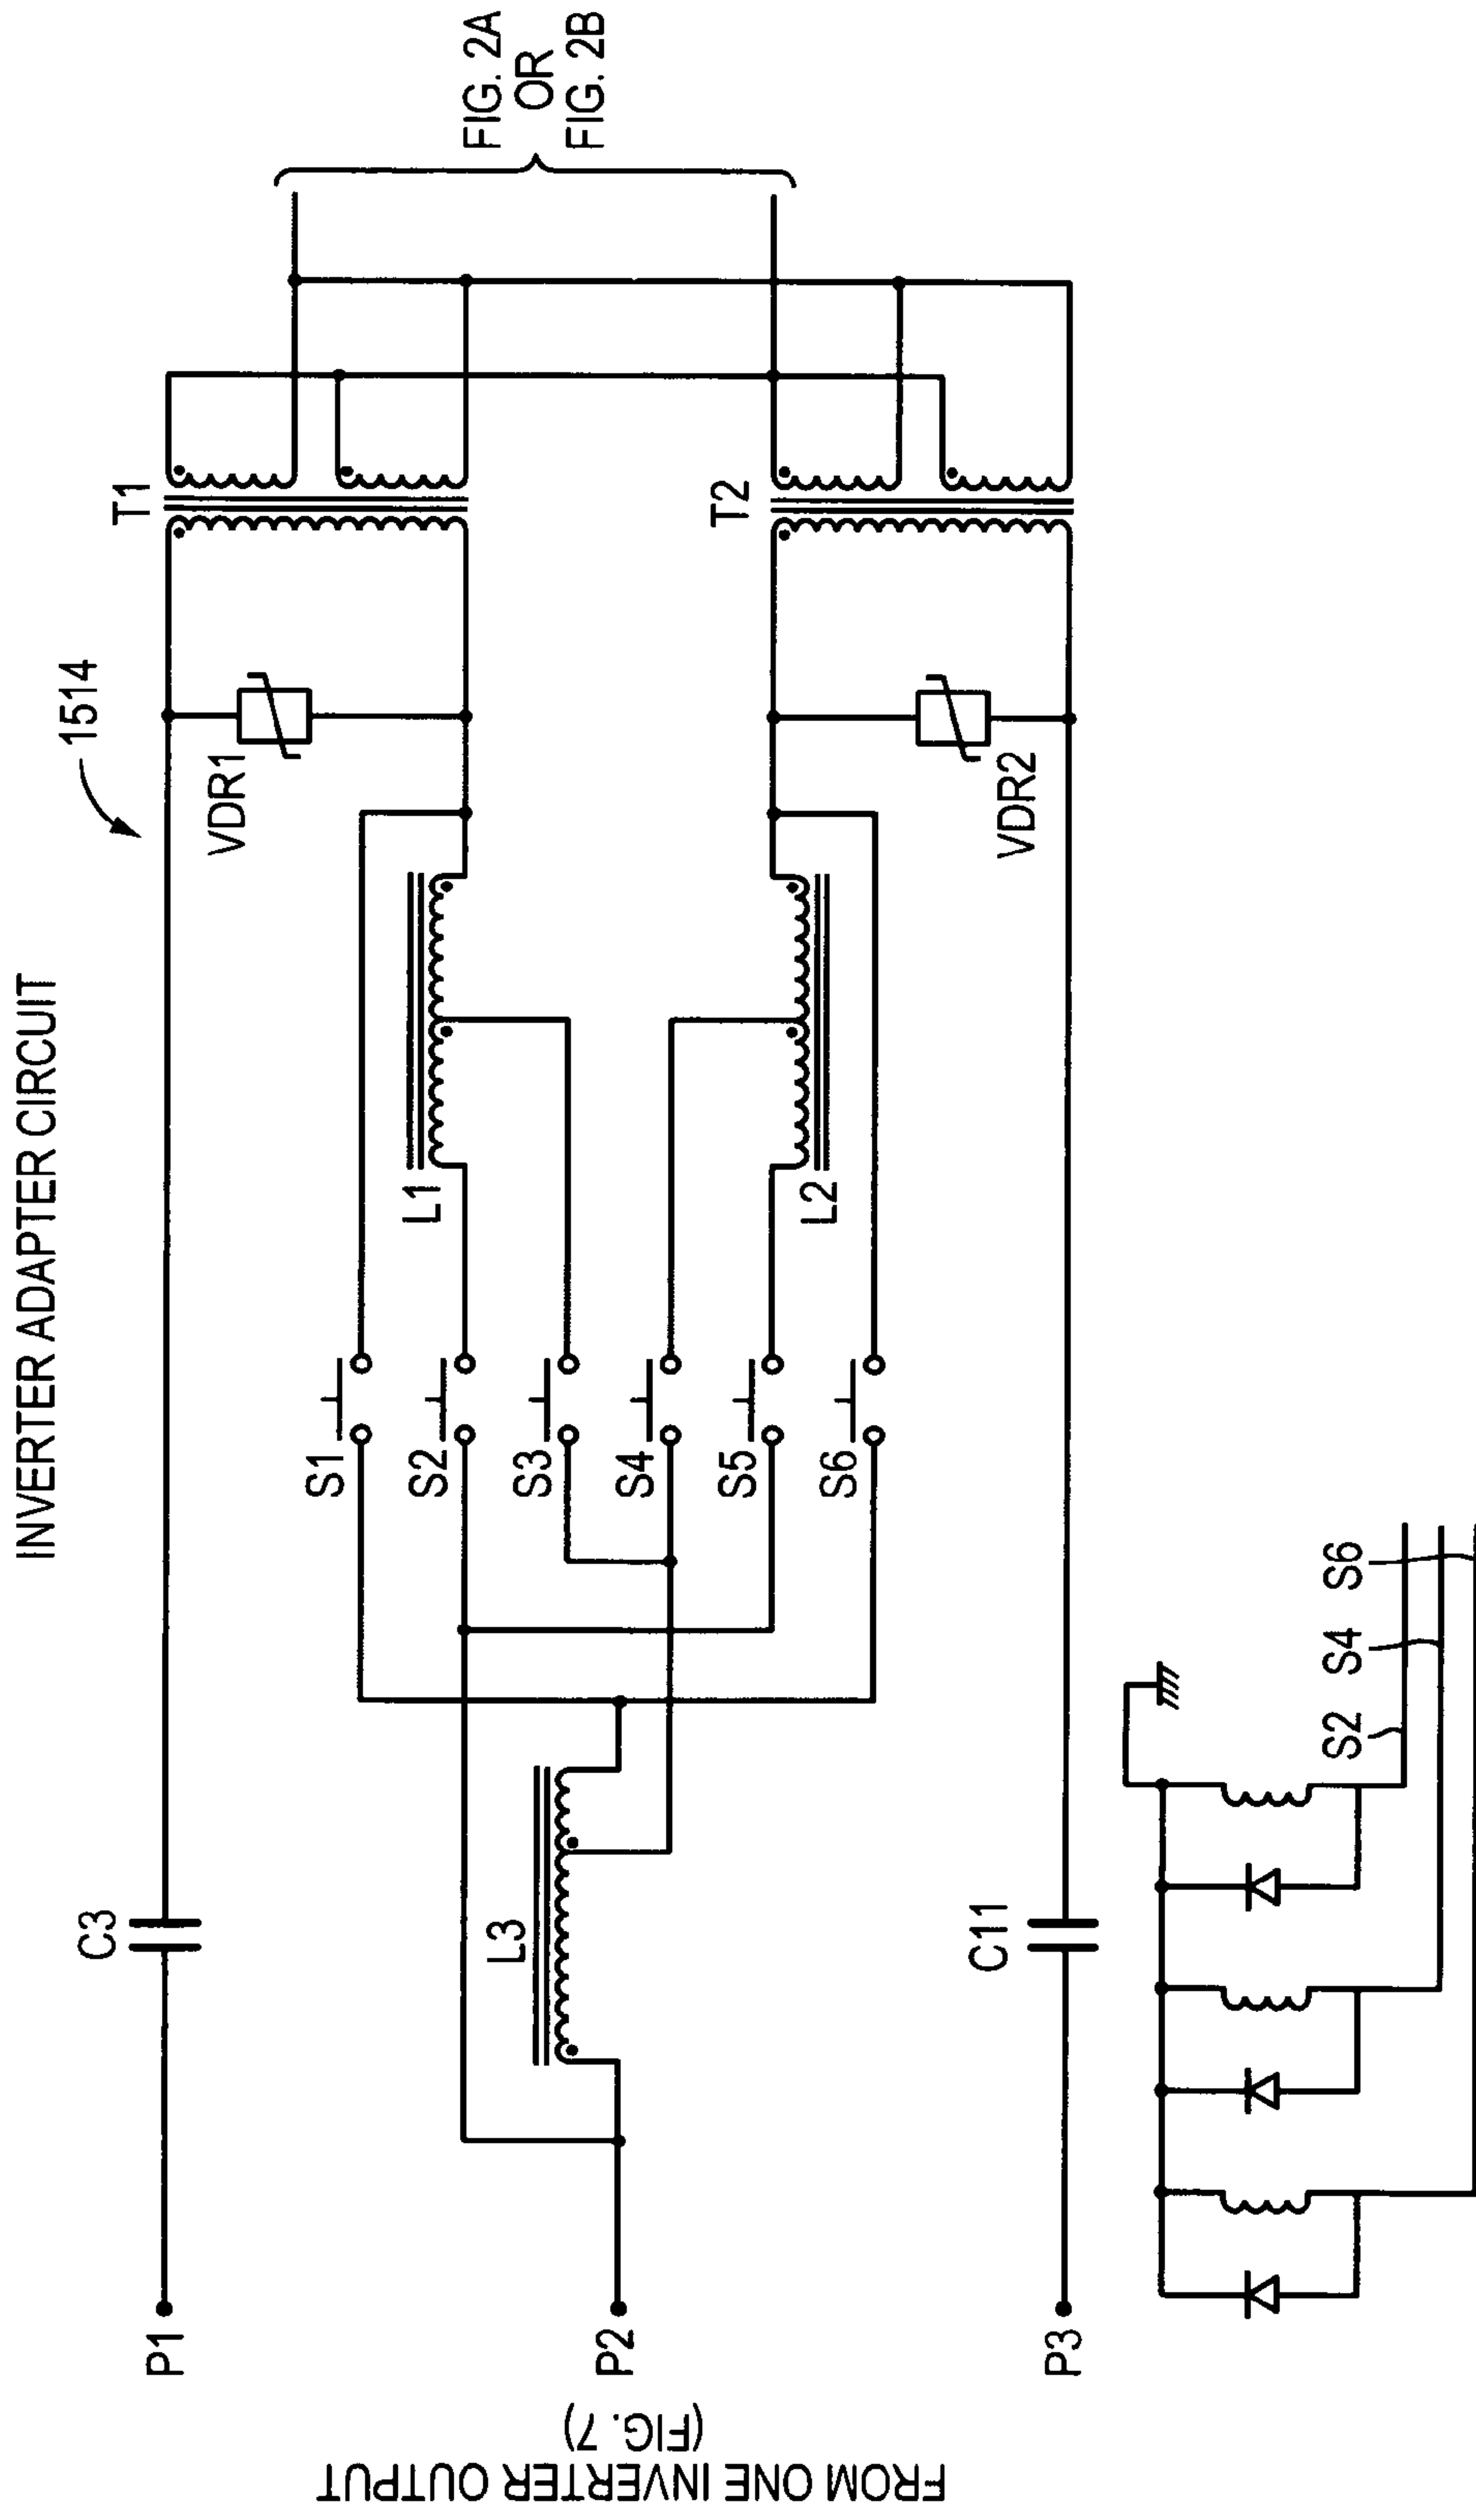 INVERTER ADAPTER CIRCUIT
1514
C3
VDR1
T1
P1
S1
L1
S2
S3
L3
FIG. 2A
OR
FIG. 2B
FROM ONE INVERTER OUTPUT
(FIG. 7)
P2
S4
S5
L2
T2
S6
C11
VDR2
P3
S2
S4
S6